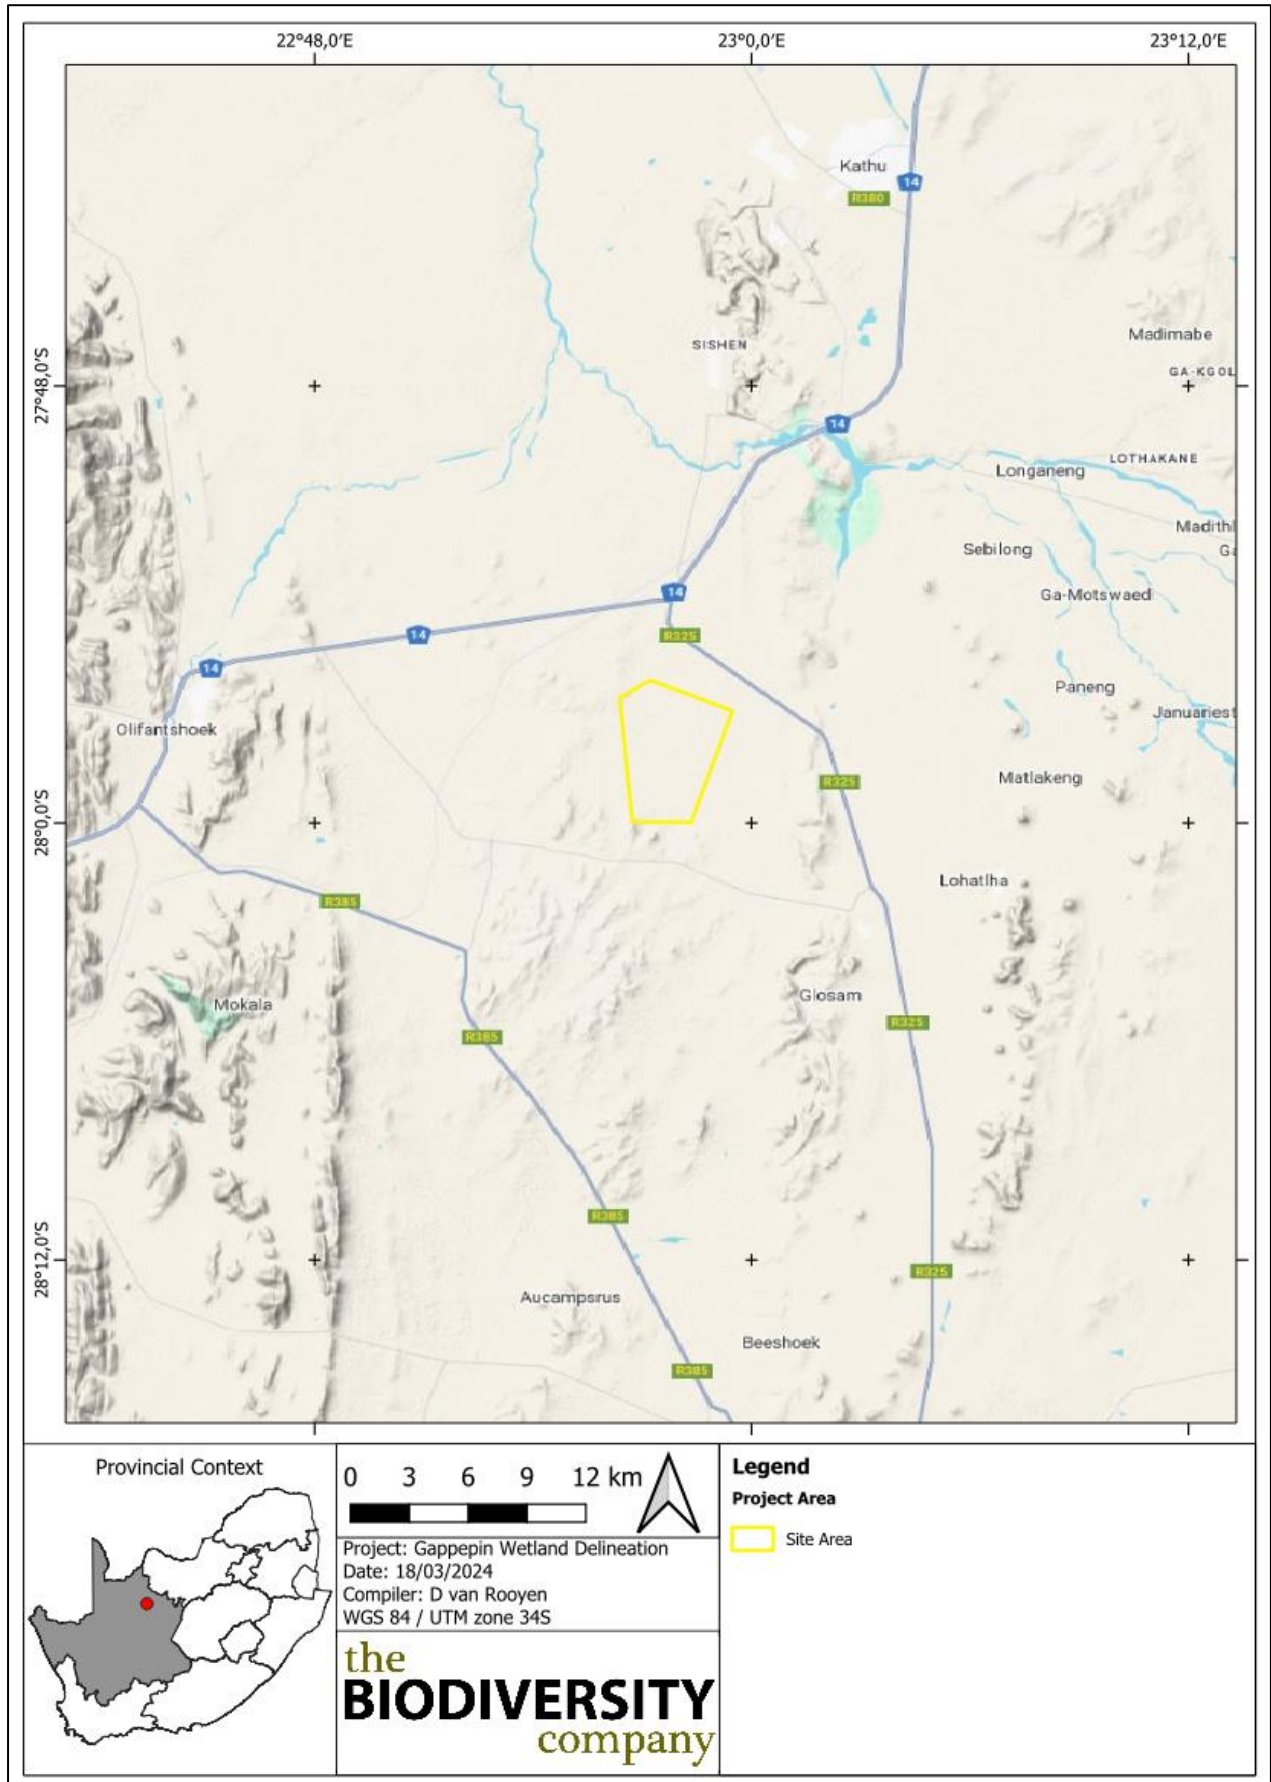 22°48,0'E 23°0,0'E 23°12,0'E
Kathu
14
R380
Madimabe
SISHEN
GA-KGOL
27°48,0'S
14
LOTHAKANE
Longaneng
Madithl
Sebilong
Ga
14
Ga-Motswaed
14
R325
14
Paneng
Januariest
Olifantshoek
Matlakeng
R325
28°0,0'S
Lohatlha
R385
Glosam
Mokala
R325
R385
R385
28°12,0'S
R325
Aucampsrus
Beeshoek
R385
Provincial Context
0 3 6 9 12 km
Project: Gappepin Wetland Delineation
Date: 18/03/2024
Compiler: D van Rooyen
WGS 84 / UTM zone 34S
the
BIODIVERSITY
company
Legend
Project Area
Site Area